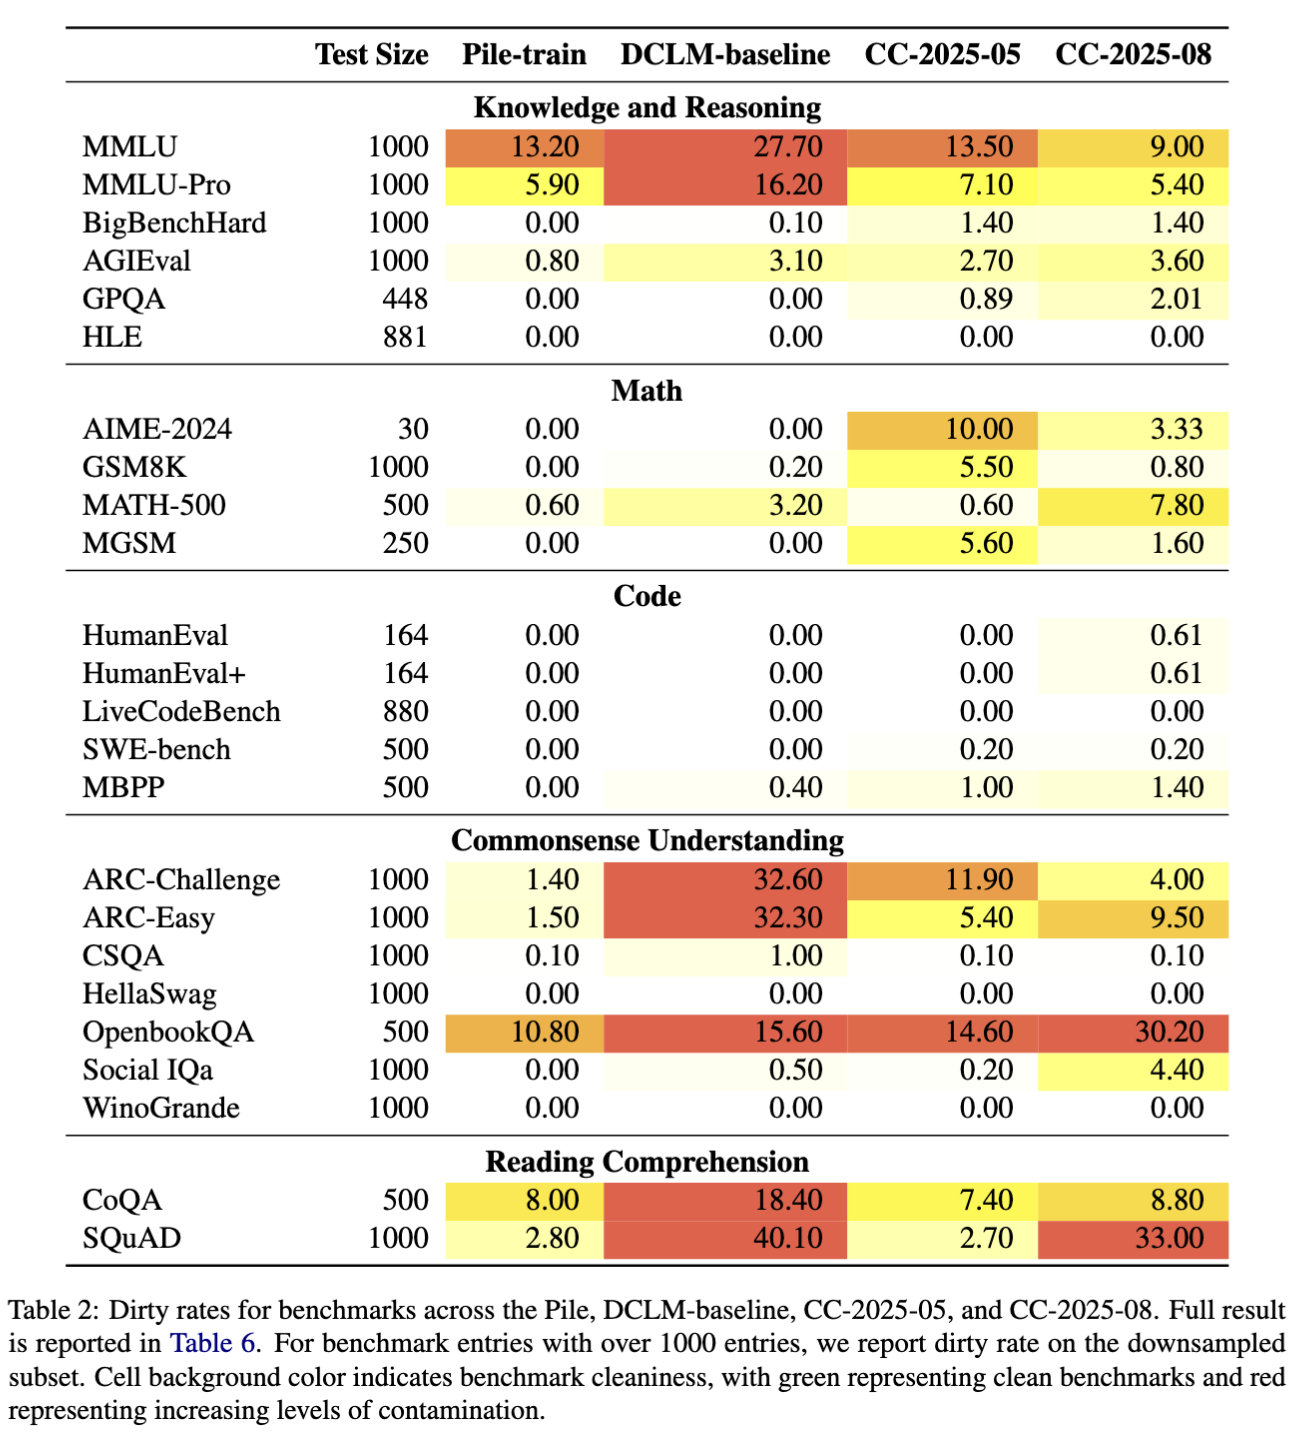 Test Size Pile-train DCLM-baseline CC-2025-05 CC-2025-08
Knowledge and Reasoning
MMLU 1000 13.20 27.70 13.50 9.00
MMLU-Pro 1000 5.90 16.20 7.10 5.40
BigBenchHard 1000 0.00 0.10 1.40 1.40
AGIEval 1000 0.80 3.10 2.70 3.60
GPQA 448 0.00 0.00 0.89 2.01
HLE 881 0.00 0.00 0.00 0.00
Math
AIME-2024 30 0.00 0.00 10.00 3.33
GSM8K 1000 0.00 0.20 5.50 0.80
MATH-500 500 0.60 3.20 0.60 7.80
MGSM 250 0.00 0.00 5.60 1.60
Code
HumanEval 164 0.00 0.00 0.00 0.61
HumanEval+ 164 0.00 0.00 0.00 0.61
LiveCodeBench 880 0.00 0.00 0.00 0.00
SWE-bench 500 0.00 0.00 0.20 0.20
MBPP 500 0.00 0.40 1.00 1.40
Commonsense Understanding
ARC-Challenge 1000 1.40 32.60 11.90 4.00
ARC-Easy 1000 1.50 32.30 5.40 9.50
CSQA 1000 0.10 1.00 0.10 0.10
HellaSwag 1000 0.00 0.00 0.00 0.00
OpenbookQA 500 10.80 15.60 14.60 30.20
Social IQa 1000 0.00 0.50 0.20 4.40
WinoGrande 1000 0.00 0.00 0.00 0.00
Reading Comprehension
CoQA 500 8.00 18.40 7.40 8.80
SQuAD 1000 2.80 40.10 2.70 33.00
Table 2: Dirty rates for benchmarks across the Pile, DCLM-baseline, CC-2025-05, and CC-2025-08. Full result
is reported in Table 6. For benchmark entries with over 1000 entries, we report dirty rate on the downsampled
subset. Cell background color indicates benchmark cleaniness, with green representing clean benchmarks and red
representing increasing levels of contamination.